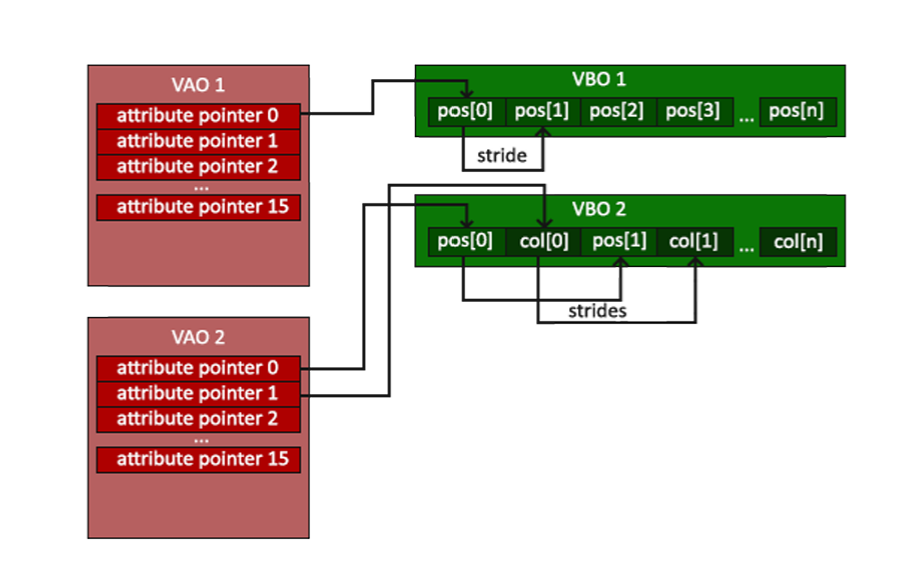 VAO 1
attribute pointer 0
attribute pointer 1
attribute pointer 2
...
attribute pointer 15
VBO 1
pos[0] pos[1] pos[2] pos[3] ... pos[n]
stride
VBO 2
pos[0] col[0] pos[1] col[1] ... col[n]
strides
VAO 2
attribute pointer 0
attribute pointer 1
attribute pointer 2
...
attribute pointer 15